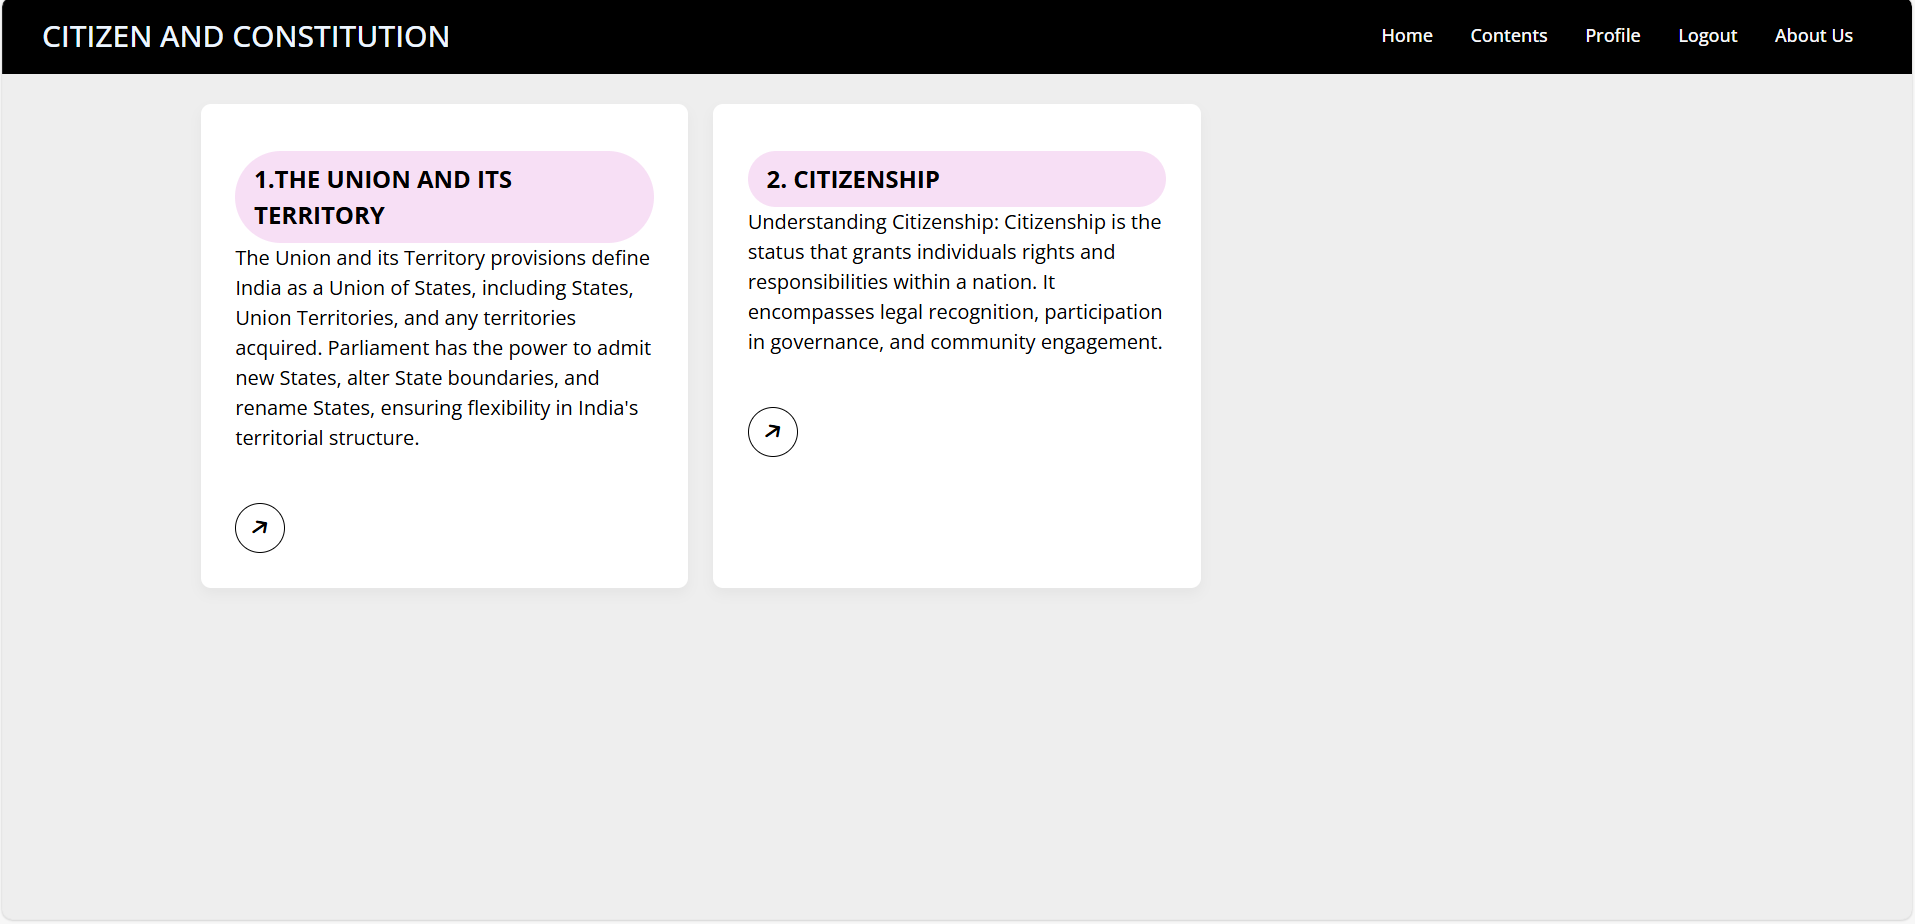 CITIZEN AND CONSTITUTION
Home Contents Profile Logout About Us
1.THE UNION AND ITS
TERRITORY
The Union and its Territory provisions define
India as a Union of States, including States,
Union Territories, and any territories
acquired. Parliament has the power to admit
new States, alter State boundaries, and
rename States, ensuring flexibility in India's
territorial structure.
2. CITIZENSHIP
Understanding Citizenship: Citizenship is the
status that grants individuals rights and
responsibilities within a nation. It
encompasses legal recognition, participation
in governance, and community engagement.